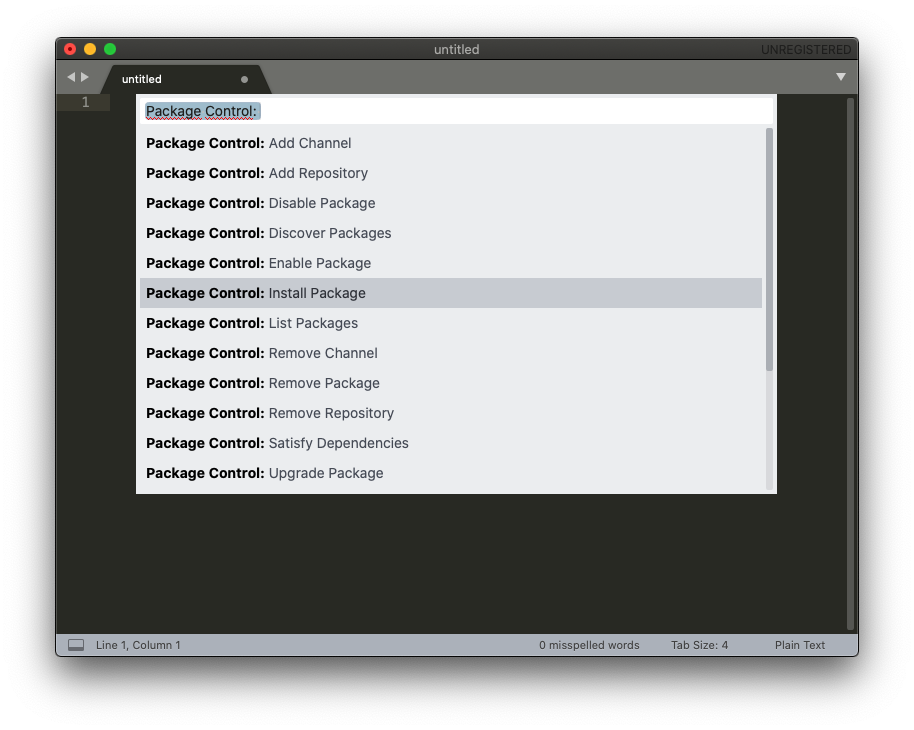 untitled
UNREGISTERED
untitled
1
Package Control:
Package Control: Add Channel
Package Control: Add Repository
Package Control: Disable Package
Package Control: Discover Packages
Package Control: Enable Package
Package Control: Install Package
Package Control: List Packages
Package Control: Remove Channel
Package Control: Remove Package
Package Control: Remove Repository
Package Control: Satisfy Dependencies
Package Control: Upgrade Package
Line 1, Column 1
0 misspelled words
Tab Size: 4
Plain Text